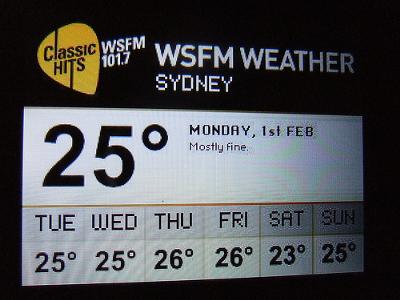 Classic
HITS
WSFM
101.7
WSFM WEATHER
SYDNEY
25°
MONDAY, 1st FEB
Mostly fine.
TUE WED THU FRI SAT SUN
25° 25° 26° 26° 23° 25°